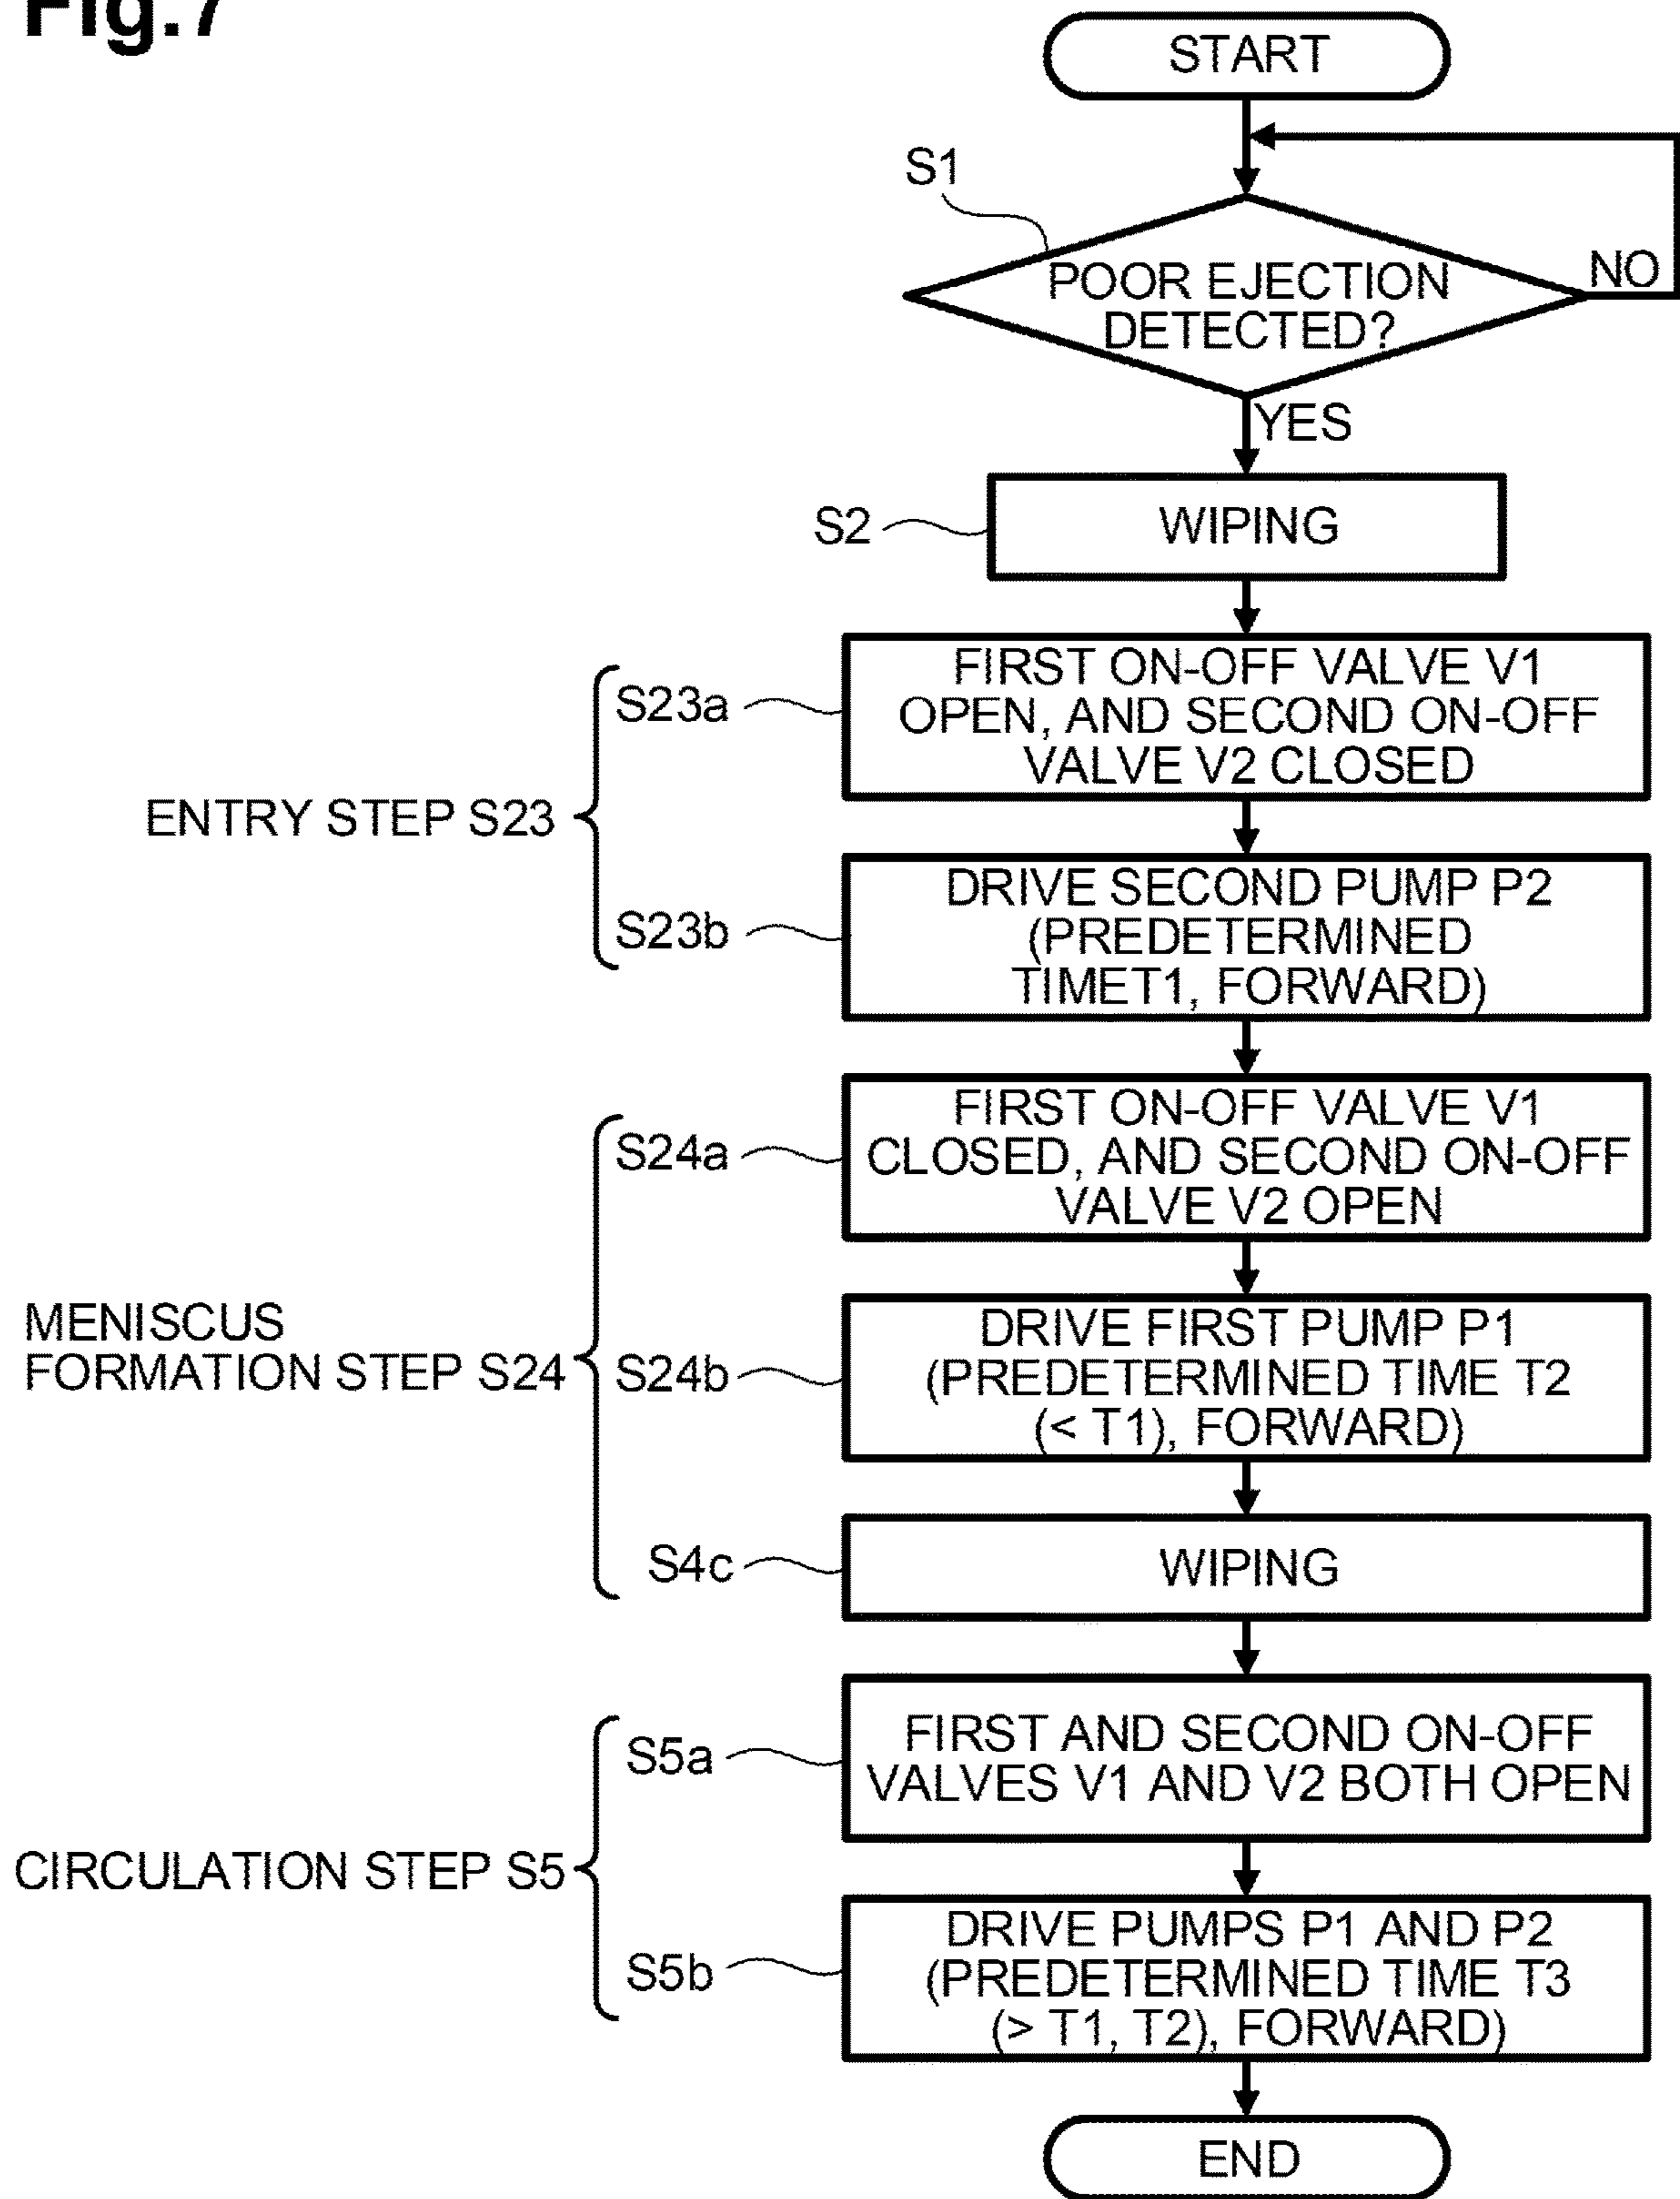 Fig.7
START
S1
POOR EJECTION
DETECTED?
NO
YES
S2
WIPING
ENTRY STEP S23
S23a
FIRST ON-OFF VALVE V1
OPEN, AND SECOND ON-OFF
VALVE V2 CLOSED
S23b
DRIVE SECOND PUMP P2
(PREDETERMINED
TIMET1, FORWARD)
MENISCUS
FORMATION STEP S24
S24a
FIRST ON-OFF VALVE V1
CLOSED, AND SECOND ON-OFF
VALVE V2 OPEN
S24b
DRIVE FIRST PUMP P1
(PREDETERMINED TIME T2
(< T1), FORWARD)
S4c
WIPING
CIRCULATION STEP S5
S5a
FIRST AND SECOND ON-OFF
VALVES V1 AND V2 BOTH OPEN
S5b
DRIVE PUMPS P1 AND P2
(PREDETERMINED TIME T3
(> T1, T2), FORWARD)
END